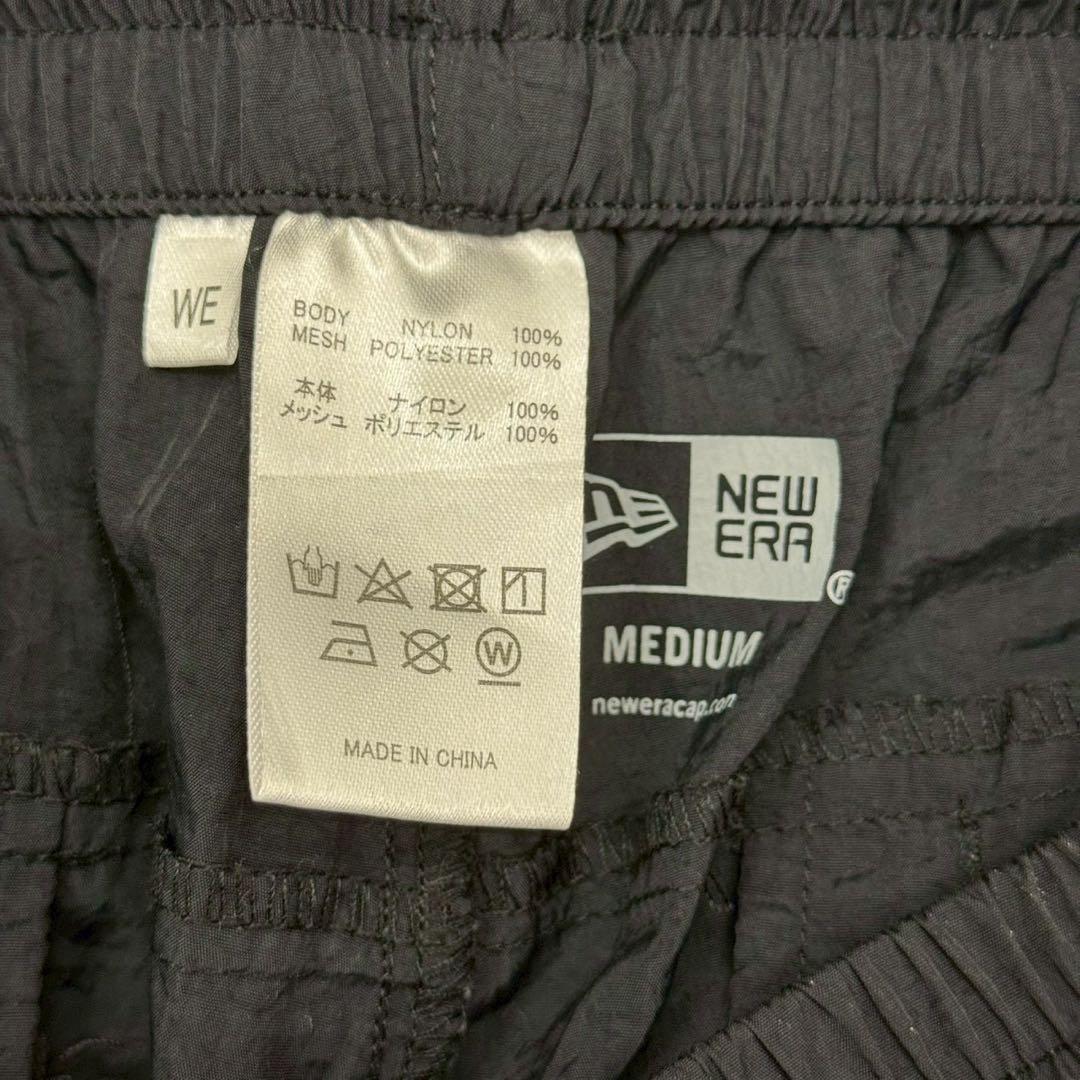 WE
BODY NYLON 100%
MESH POLYESTER 100%
本体 ナイロン 100%
メッシュ ポリエステル 100%
W
MADE IN CHINA
NEW
ERA
®
MEDIUM
neweracap.com